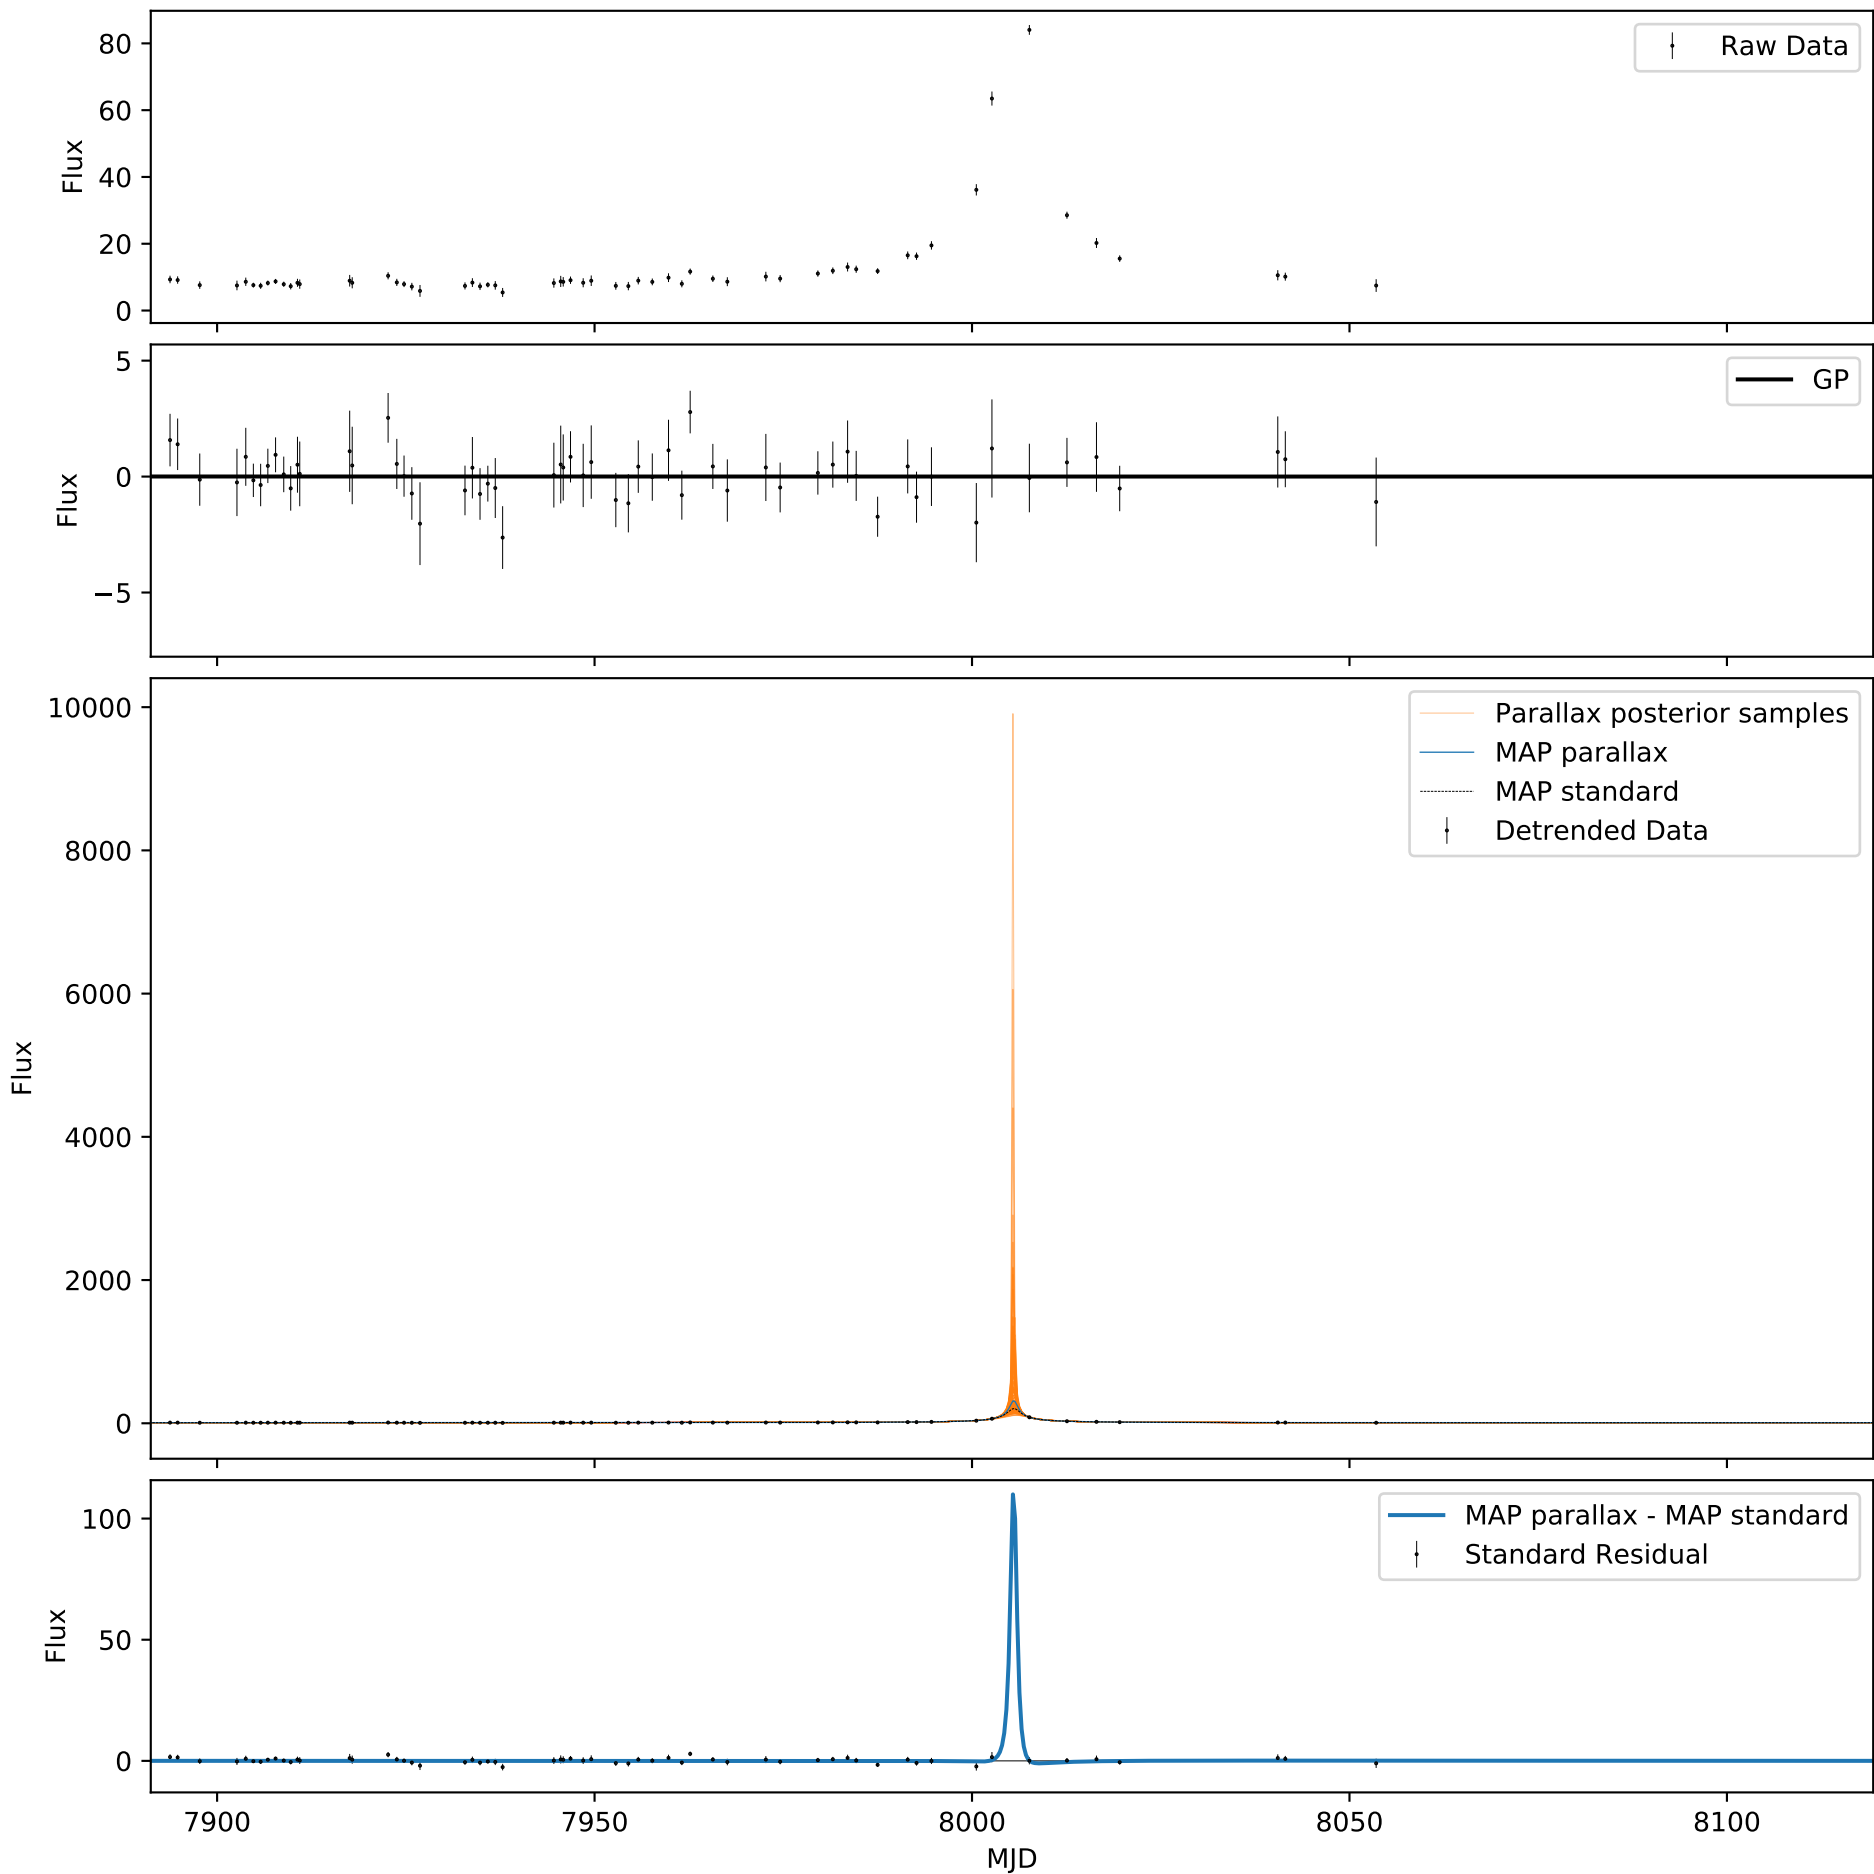 80
60
40
20
0
Flux
Raw Data
5
0
−5
Flux
GP
10000
8000
6000
4000
2000
0
Flux
Parallax posterior samples
MAP parallax
MAP standard
Detrended Data
100
50
0
Flux
MAP parallax - MAP standard
Standard Residual
7900 7950 8000 8050 8100
MJD